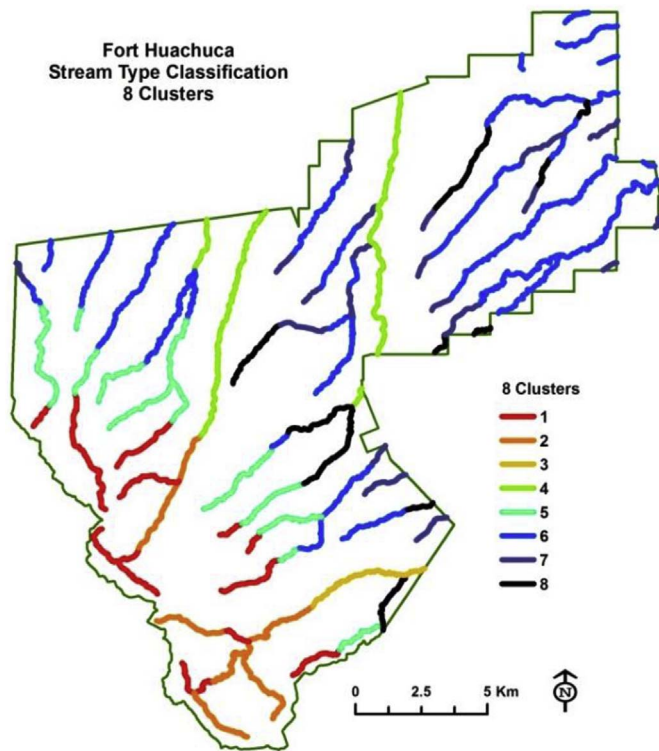 Fort Huachuca
Stream Type Classification
8 Clusters
8 Clusters
1
2
3
4
5
6
7
8
0 2.5 5 Km
N